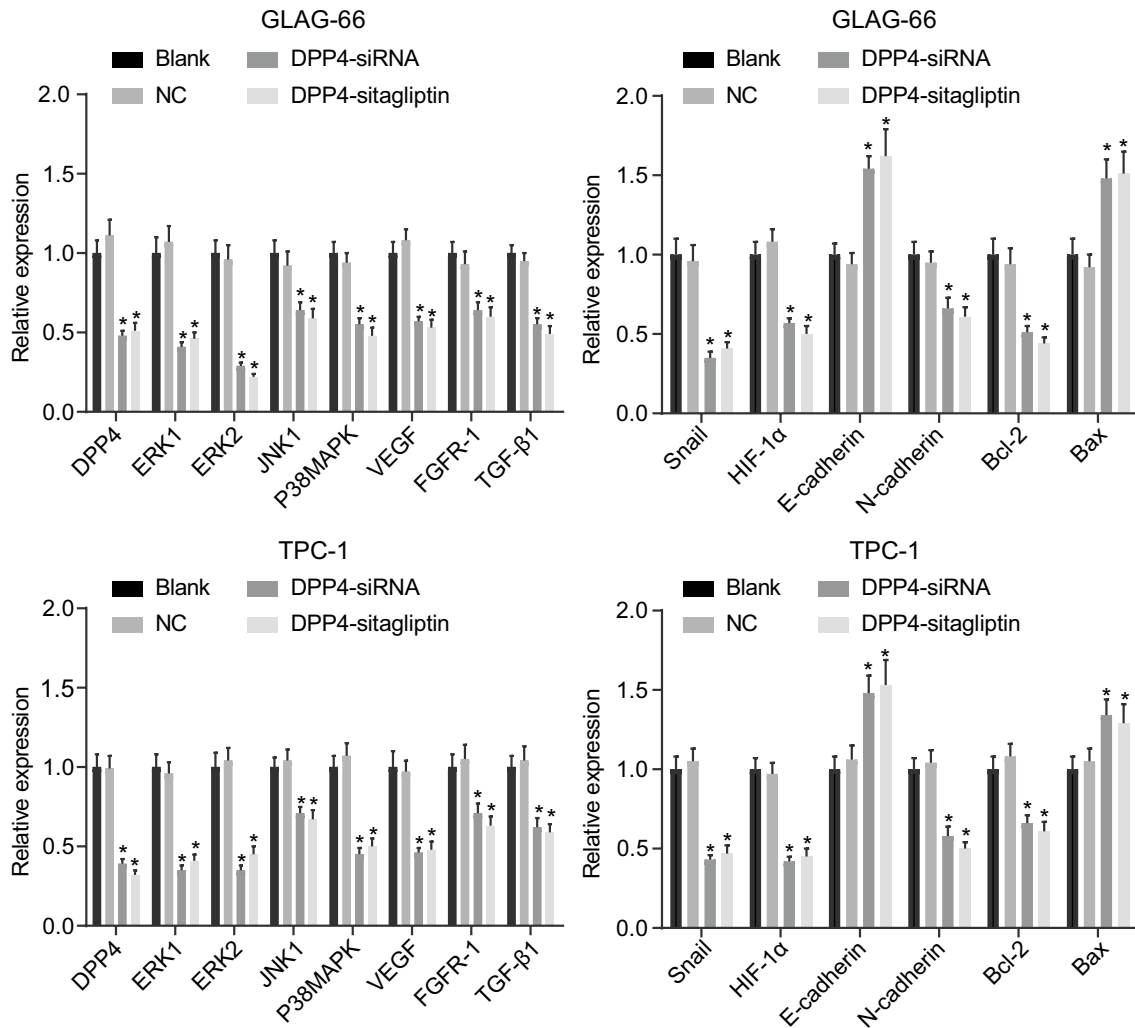 GLAG-66
Blank DPP4-siRNA
NC DPP4-sitagliptin
Relative expression
2.0
1.5
1.0
0.5
0.0
* * * * * * * * * * * * * * * *
DPP4 ERK1 ERK2 JNK1 P38MAPK VEGF FGFR-1 TGF-β1
GLAG-66
Blank DPP4-siRNA
NC DPP4-sitagliptin
Relative expression
2.0
1.5
1.0
0.5
0.0
* * * * * * * * * * * *
Snail HIF-1α E-cadherin N-cadherin Bcl-2 Bax
TPC-1
Blank DPP4-siRNA
NC DPP4-sitagliptin
Relative expression
2.0
1.5
1.0
0.5
0.0
* * * * * * * * * * * * * * * *
DPP4 ERK1 ERK2 JNK1 P38MAPK VEGF FGFR-1 TGF-β1
TPC-1
Blank DPP4-siRNA
NC DPP4-sitagliptin
Relative expression
2.0
1.5
1.0
0.5
0.0
* * * * * * * * * * * *
Snail HIF-1α E-cadherin N-cadherin Bcl-2 Bax